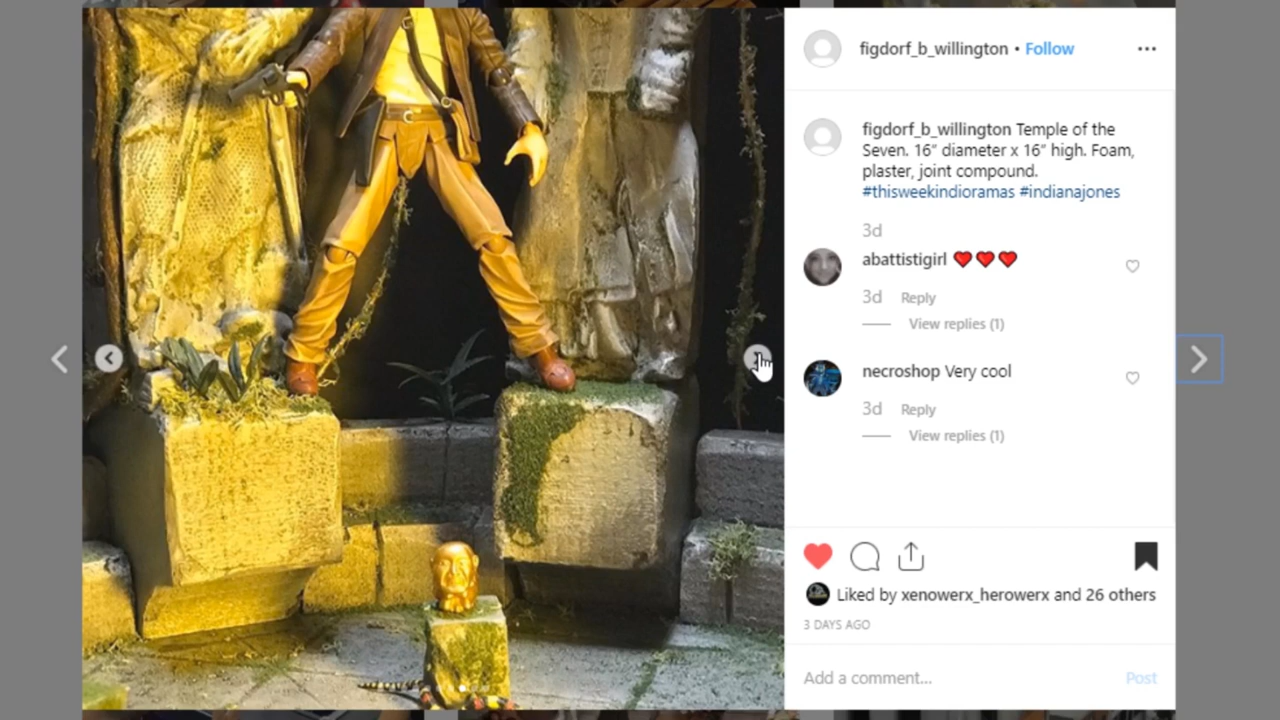 figdorf_b_willington • Follow
figdorf_b_willington Temple of the
Seven. 16" diameter x 16" high. Foam,
plaster, joint compound.
#thisweekindioramas #indianajones
3d
abattistigirl ❤️❤️❤️
3d Reply
View replies (1)
necroshop Very cool
3d Reply
View replies (1)
Liked by xenowerx_herowerx and 26 others
3 DAYS AGO
Add a comment... Post